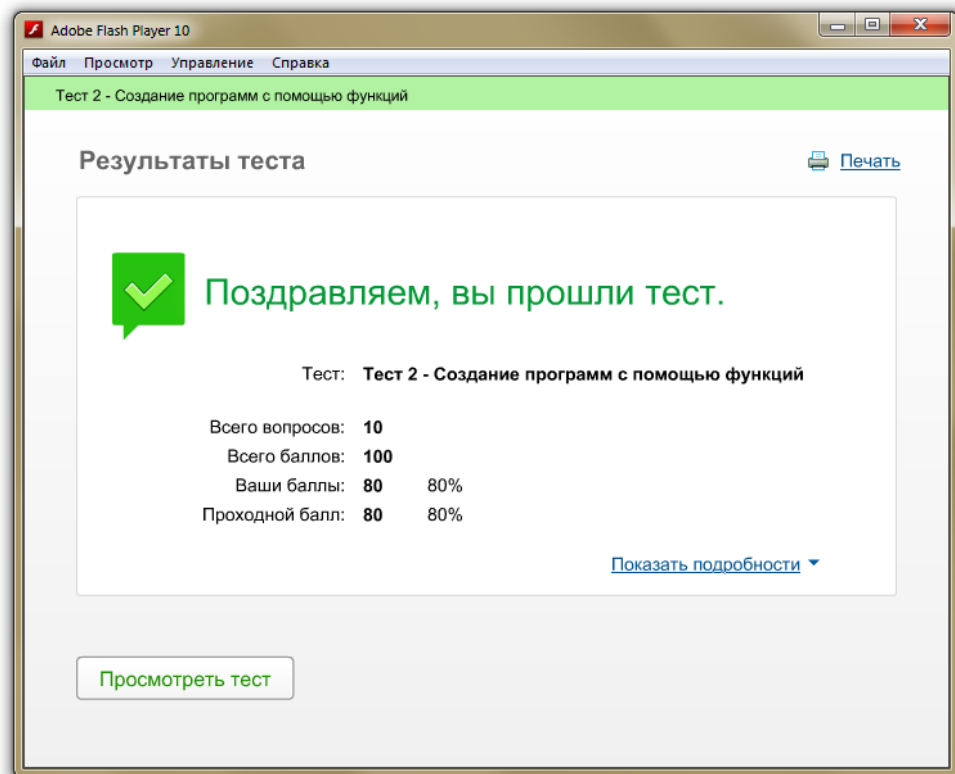 Adobe Flash Player 10
Файл Просмотр Управление Справка
Тест 2 - Создание программ с помощью функций
Результаты теста
Печать
Поздравляем, вы прошли тест.
Тест: Тест 2 - Создание программ с помощью функций
Всего вопросов: 10
Всего баллов: 100
Ваши баллы: 80 80%
Проходной балл: 80 80%
Показать подробности
Просмотреть тест